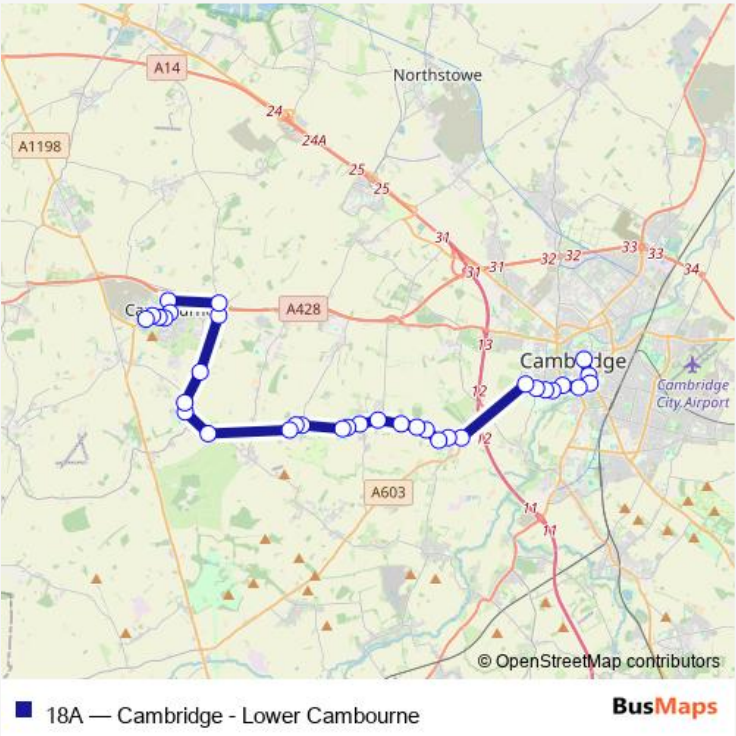 Northstowe
A14
24
24A
A1198
25
25
31
31
31
32
32
33
33
34
A428
13
Cambridge
Cambridge
City Airport
12
12
A603
11
11
© OpenStreetMap contributors
18A — Cambridge - Lower Cambourne
BusMaps